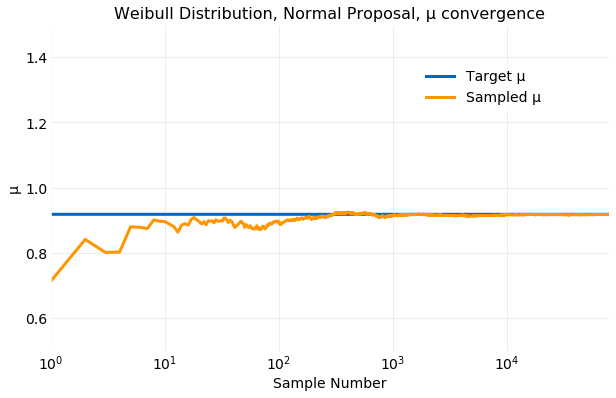 Weibull Distribution, Normal Proposal, μ convergence
1.4
1.2
1.0
0.8
0.6
μ
Target μ
Sampled μ
10⁰
10¹
10²
10³
10⁴
Sample Number